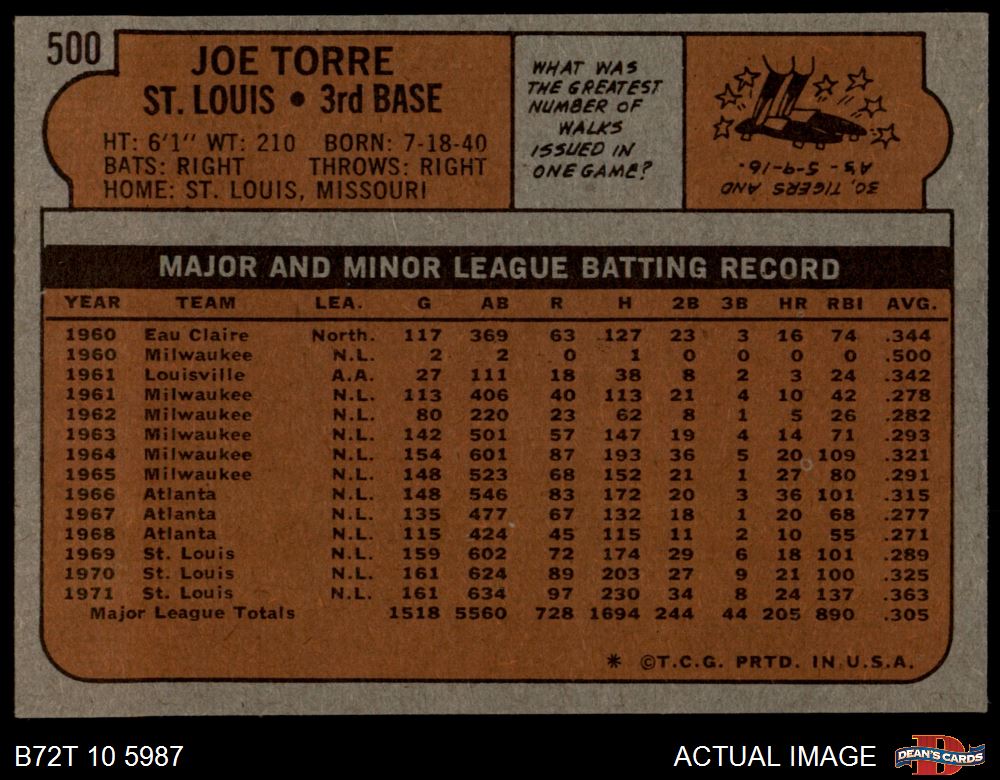 500
JOE TORRE
ST. LOUIS • 3rd BASE
HT: 6'1" WT: 210 BORN: 7-18-40
BATS: RIGHT THROWS: RIGHT
HOME: ST. LOUIS, MISSOURI
WHAT WAS
THE GREATEST
NUMBER OF
WALKS
ISSUED IN
ONE GAME?
30, TIGERS AND
A's - 5-9-16.
MAJOR AND MINOR LEAGUE BATTING RECORD
YEAR TEAM LEA. G AB R H 2B 3B HR RBI AVG.
1960 Eau Claire North. 117 369 63 127 23 3 16 74 .344
1960 Milwaukee N.L. 2 2 0 1 0 0 0 0 .500
1961 Louisville A.A. 27 111 18 38 8 2 3 24 .342
1961 Milwaukee N.L. 113 406 40 113 21 4 10 42 .278
1962 Milwaukee N.L. 80 220 23 62 8 1 5 26 .282
1963 Milwaukee N.L. 142 501 57 147 19 4 14 71 .293
1964 Milwaukee N.L. 154 601 87 193 36 5 20 109 .321
1965 Milwaukee N.L. 148 523 68 152 21 1 27 80 .291
1966 Atlanta N.L. 148 546 83 172 20 3 36 101 .315
1967 Atlanta N.L. 135 477 67 132 18 1 20 68 .277
1968 Atlanta N.L. 115 424 45 115 11 2 10 55 .271
1969 St. Louis N.L. 159 602 72 174 29 6 18 101 .289
1970 St. Louis N.L. 161 624 89 203 27 9 21 100 .325
1971 St. Louis N.L. 161 634 97 230 34 8 24 137 .363
Major League Totals 1518 5560 728 1694 244 44 205 890 .305
* ©T.C.G. PRTD. IN U.S.A.
B72T 10 5987
ACTUAL IMAGE
D
DEAN'S CARDS